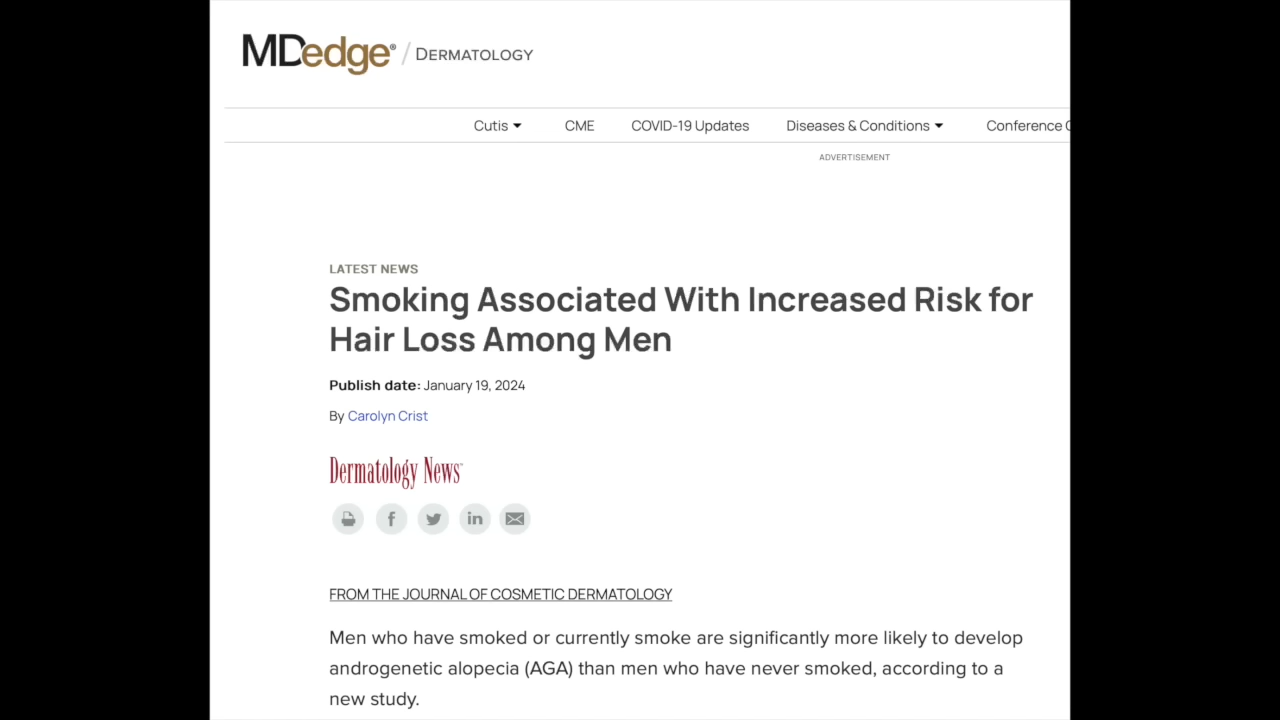 MDedge® / DERMATOLOGY
Cutis CME COVID-19 Updates Diseases & Conditions Conference
ADVERTISEMENT
LATEST NEWS
Smoking Associated With Increased Risk for
Hair Loss Among Men
Publish date: January 19, 2024
By Carolyn Crist
Dermatology News™
FROM THE JOURNAL OF COSMETIC DERMATOLOGY
Men who have smoked or currently smoke are significantly more likely to develop
androgenetic alopecia (AGA) than men who have never smoked, according to a
new study.